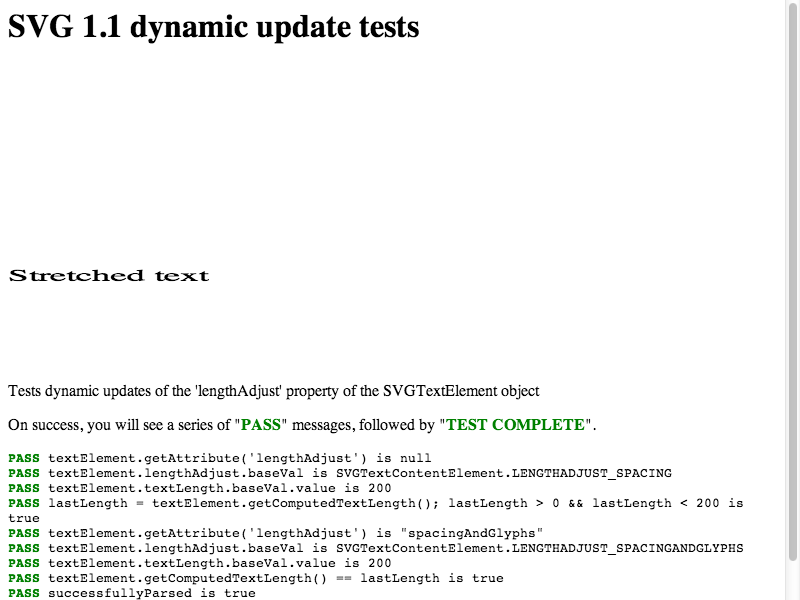 SVG 1.1 dynamic update tests
Stretched text
Tests dynamic updates of the 'lengthAdjust' property of the SVGTextElement object
On success, you will see a series of "PASS" messages, followed by "TEST COMPLETE".
PASS textElement.getAttribute('lengthAdjust') is null
PASS textElement.lengthAdjust.baseVal is SVGTextContentElement.LENGTHADJUST_SPACING
PASS textElement.textLength.baseVal.value is 200
PASS lastLength = textElement.getComputedTextLength(); lastLength > 0 && lastLength < 200 is
true
PASS textElement.getAttribute('lengthAdjust') is "spacingAndGlyphs"
PASS textElement.lengthAdjust.baseVal is SVGTextContentElement.LENGTHADJUST_SPACINGANDGLYPHS
PASS textElement.textLength.baseVal.value is 200
PASS textElement.getComputedTextLength() == lastLength is true
PASS successfullyParsed is true